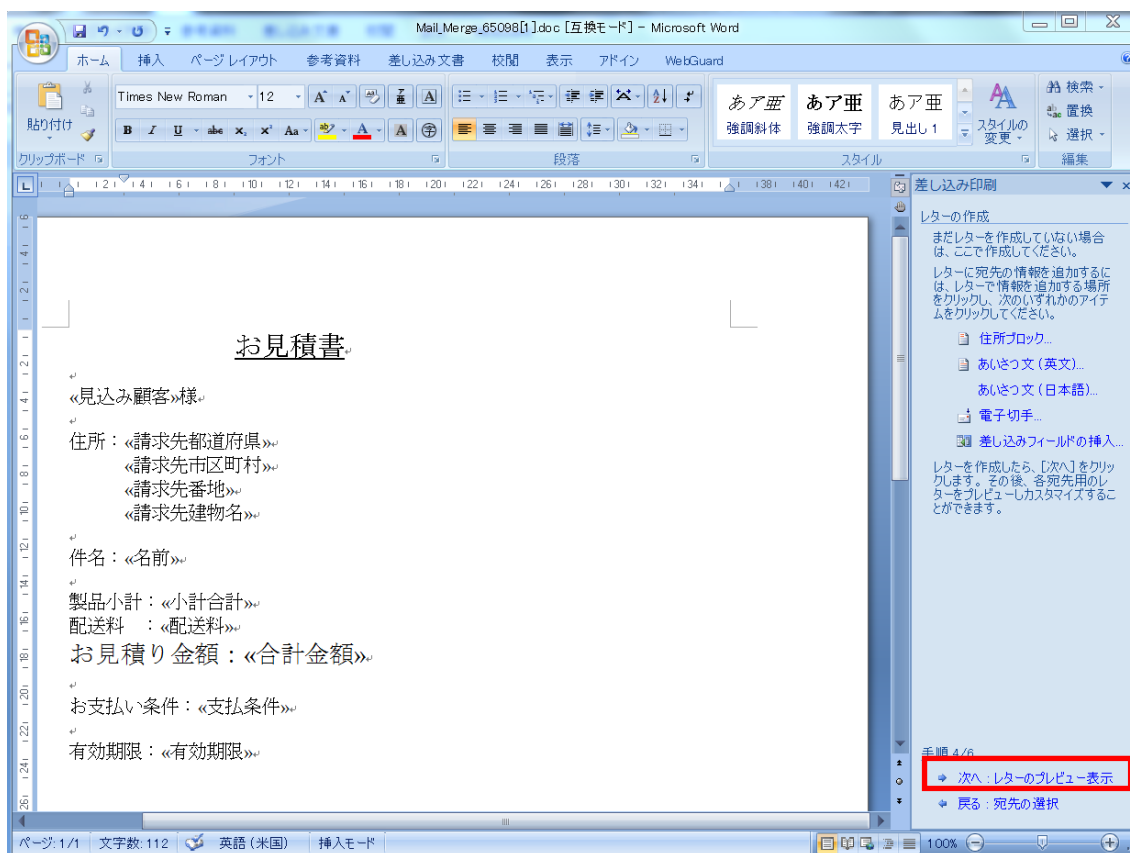 Mail_Merge_65098[1].doc [互換モード] - Microsoft Word
ホーム 挿入 ページ レイアウト 参考資料 差し込み文書 校閲 表示 アドイン WebGuard
貼り付け
Times New Roman 12
B I U abc x₂ x² Aa
あア亜 あア亜 あア亜
強調斜体 強調太字 見出し 1
スタイルの
変更
検索
置換
選択
クリップボード フォント 段落 スタイル 編集
差し込み印刷
レターの作成
まだレターを作成していない場合
は、ここで作成してください。
レターに宛先の情報を追加するに
は、レターで情報を追加する場所
をクリックし、次のいずれかのアイテ
ムをクリックしてください。
住所ブロック...
あいさつ文 (英文)...
あいさつ文 (日本語)...
電子切手...
差し込みフィールドの挿入...
レターを作成したら、[次へ] をクリッ
クします。その後、各宛先用のレ
ターをプレビューしカスタマイズするこ
とができます。
手順 4/6
次へ : レターのプレビュー表示
戻る : 宛先の選択
お見積書
«見込み顧客»様
住所:«請求先都道府県»
«請求先市区町村»
«請求先番地»
«請求先建物名»
件名:«名前»
製品小計:«小計合計»
配送料 :«配送料»
お見積り金額:«合計金額»
お支払い条件:«支払条件»
有効期限:«有効期限»
ページ: 1/1 文字数: 112 英語 (米国) 挿入モード 100%